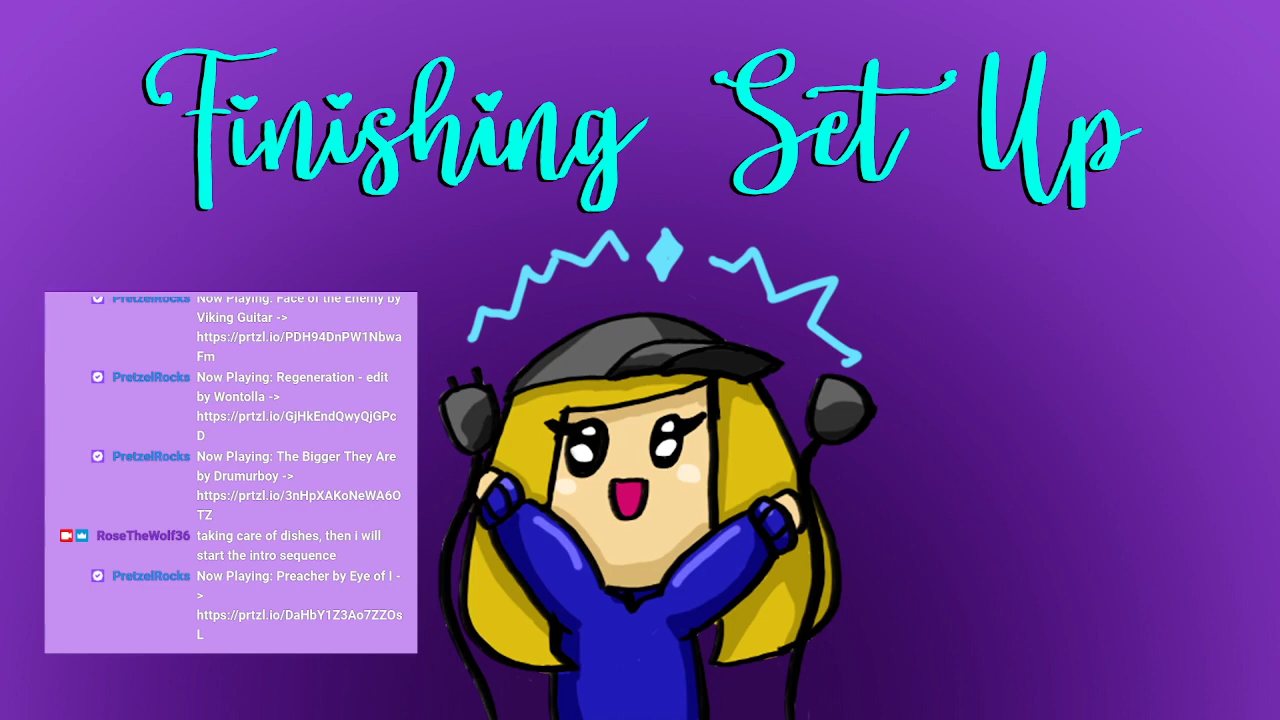 Finishing Set Up
PretzelRocks Now Playing: Face of the Enemy by
Viking Guitar ->
https://prtzl.io/PDH94DnPW1Nbwa
Fm
PretzelRocks Now Playing: Regeneration - edit
by Wontolla ->
https://prtzl.io/GjHkEndQwyQjGPc
D
PretzelRocks Now Playing: The Bigger They Are
by Drumurboy ->
https://prtzl.io/3nHpXAKoNeWA6O
TZ
RoseTheWolf36 taking care of dishes, then i will
start the intro sequence
PretzelRocks Now Playing: Preacher by Eye of I -
>
https://prtzl.io/DaHbY1Z3Ao7ZZOs
L